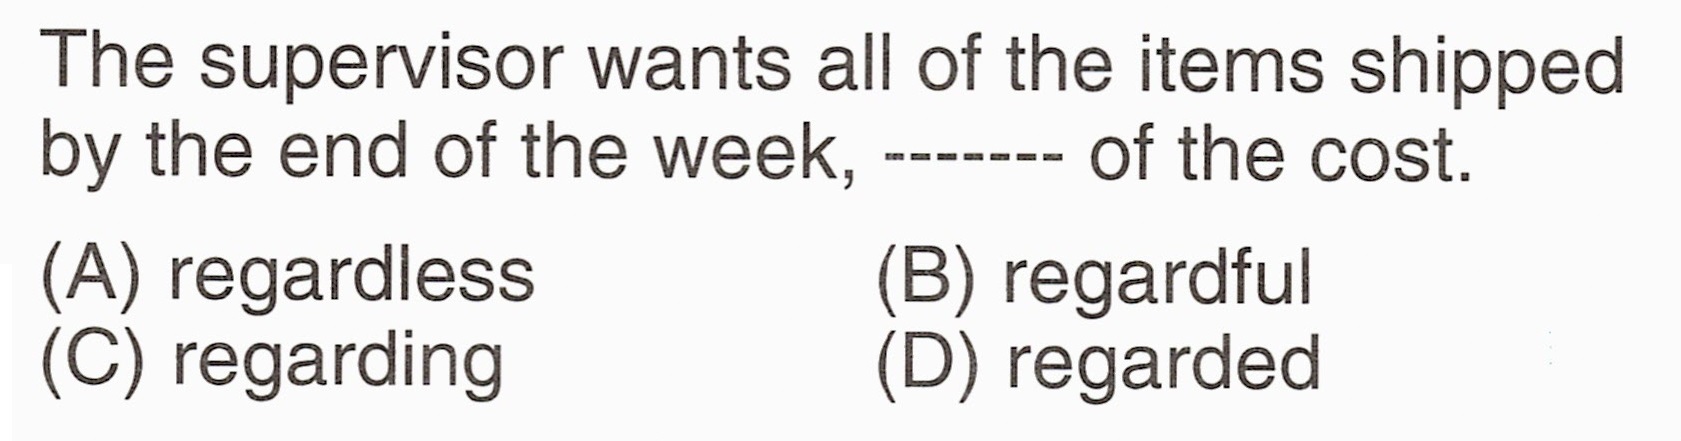 The supervisor wants all of the items shipped
by the end of the week, ------- of the cost.
(A) regardless (B) regardful
(C) regarding (D) regarded